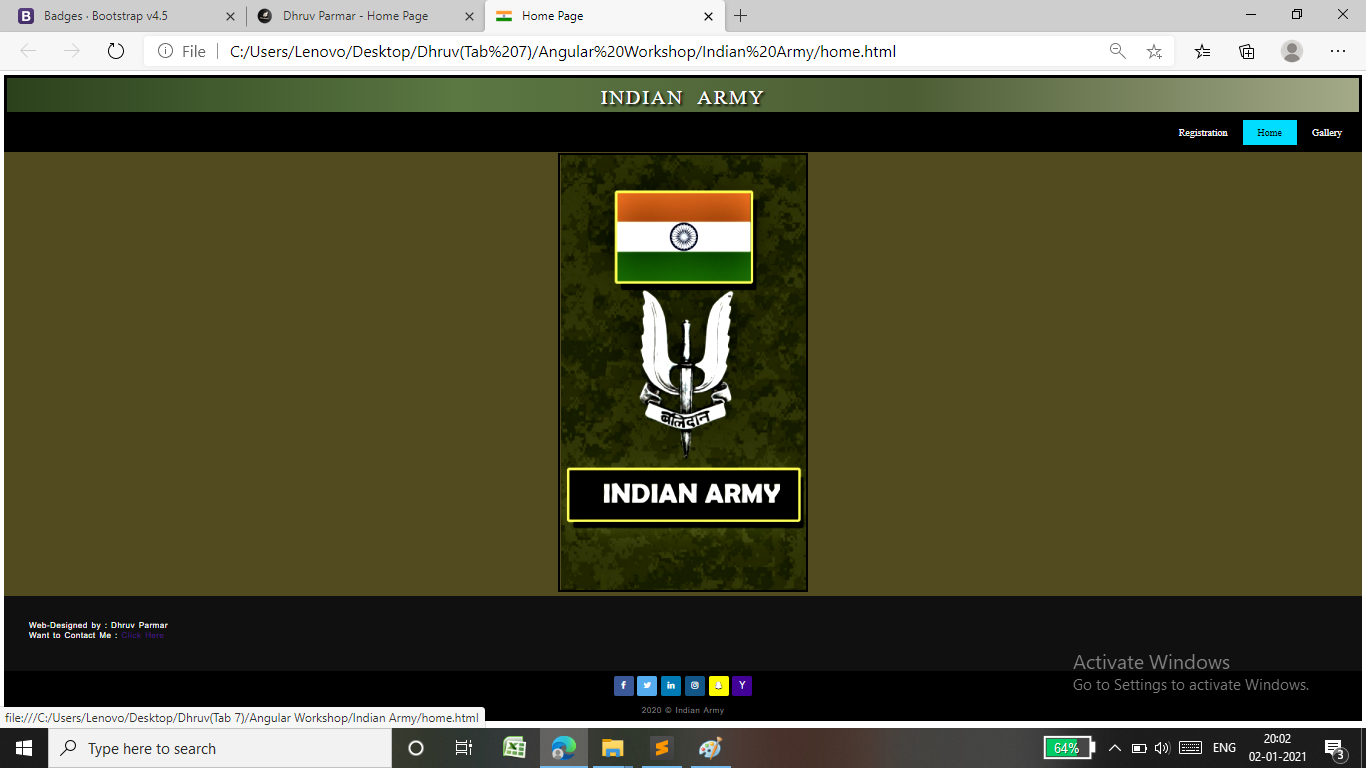 Badges · Bootstrap v4.5
Dhruv Parmar - Home Page
Home Page
File
C:/Users/Lenovo/Desktop/Dhruv(Tab%207)/Angular%20Workshop/Indian%20Army/home.html
INDIAN ARMY
Registration
Home
Gallery
बलिदान
INDIAN ARMY
Web-Designed by : Dhruv Parmar
Want to Contact Me : Click Here
Activate Windows
Go to Settings to activate Windows.
2020 © Indian Army
file:///C:/Users/Lenovo/Desktop/Dhruv(Tab 7)/Angular Workshop/Indian Army/home.html
Type here to search
64%
ENG
20:02
02-01-2021
3